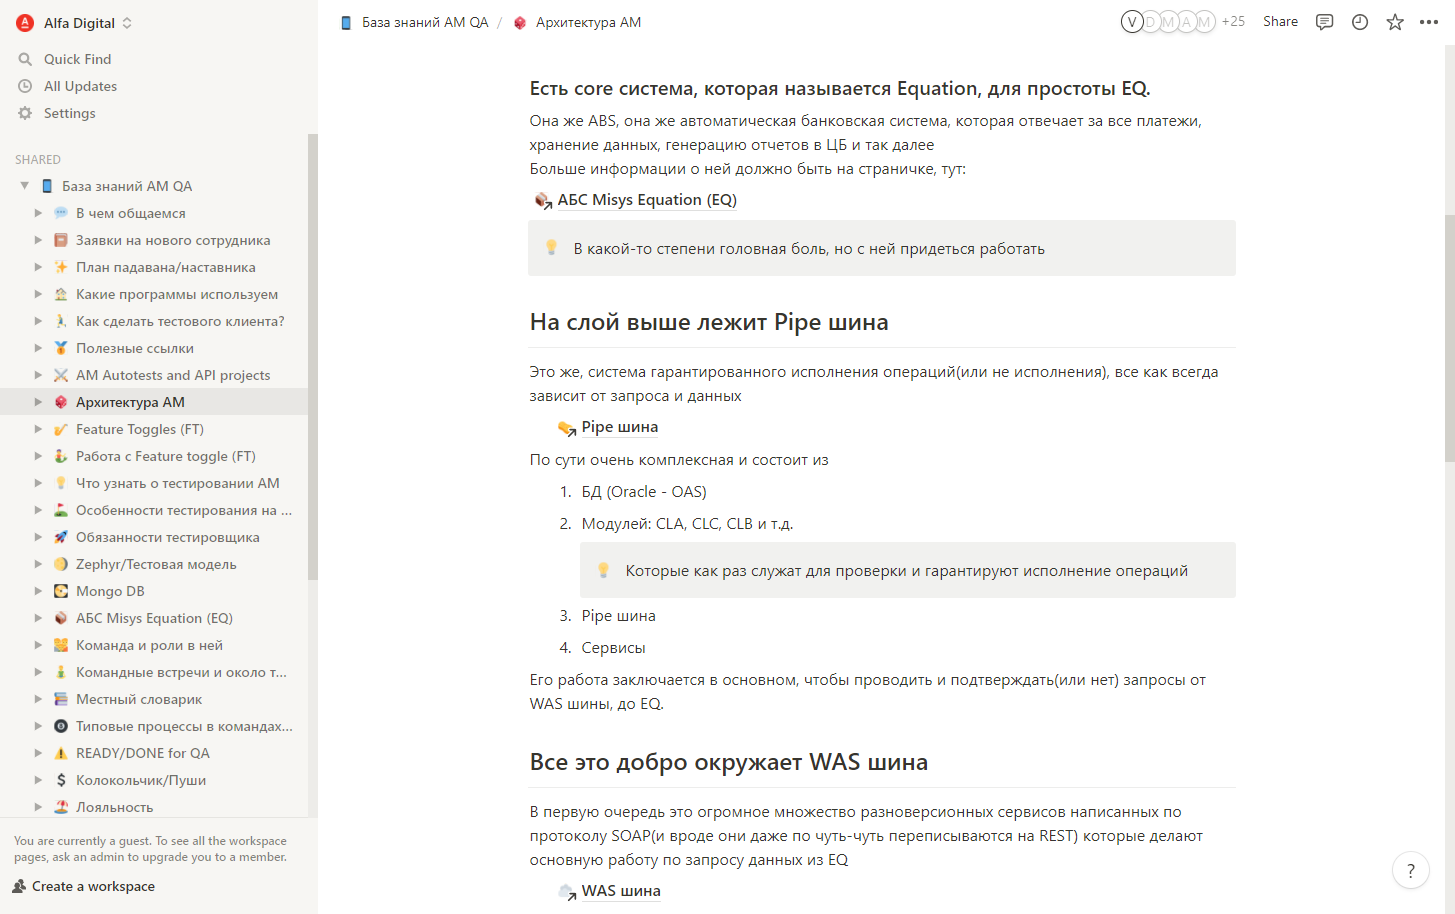 Alfa Digital
Quick Find
All Updates
Settings
SHARED
База знаний AM QA
В чем общаемся
Заявки на нового сотрудника
План падавана/наставника
Какие программы используем
Как сделать тестового клиента?
Полезные ссылки
AM Autotests and API projects
Архитектура АМ
Feature Toggles (FT)
Работа с Feature toggle (FT)
Что узнать о тестировании АМ
Особенности тестирования на ...
Обязанности тестировщика
Zephyr/Тестовая модель
Mongo DB
АБС Misys Equation (EQ)
Команда и роли в ней
Командные встречи и около т...
Местный словарик
Типовые процессы в командах...
READY/DONE for QA
Колокольчик/Пуши
Лояльность
You are currently a guest. To see all the workspace
pages, ask an admin to upgrade you to a member.
Create a workspace
База знаний AM QA / Архитектура АМ
V D M A M +25 Share
Есть core система, которая называется Equation, для простоты EQ.
Она же ABS, она же автоматическая банковская система, которая отвечает за все платежи,
хранение данных, генерацию отчетов в ЦБ и так далее
Больше информации о ней должно быть на страничке, тут:
АБС Misys Equation (EQ)
В какой-то степени головная боль, но с ней придеться работать
На слой выше лежит Pipe шина
Это же, система гарантированного исполнения операций(или не исполнения), все как всегда
зависит от запроса и данных
Pipe шина
По сути очень комплексная и состоит из
1. БД (Oracle - OAS)
2. Модулей: CLA, CLC, CLB и т.д.
Которые как раз служат для проверки и гарантируют исполнение операций
3. Pipe шина
4. Сервисы
Его работа заключается в основном, чтобы проводить и подтверждать(или нет) запросы от
WAS шины, до EQ.
Все это добро окружает WAS шина
В первую очередь это огромное множество разноверсионных сервисов написанных по
протоколу SOAP(и вроде они даже по чуть-чуть переписываются на REST) которые делают
основную работу по запросу данных из EQ
WAS шина
?